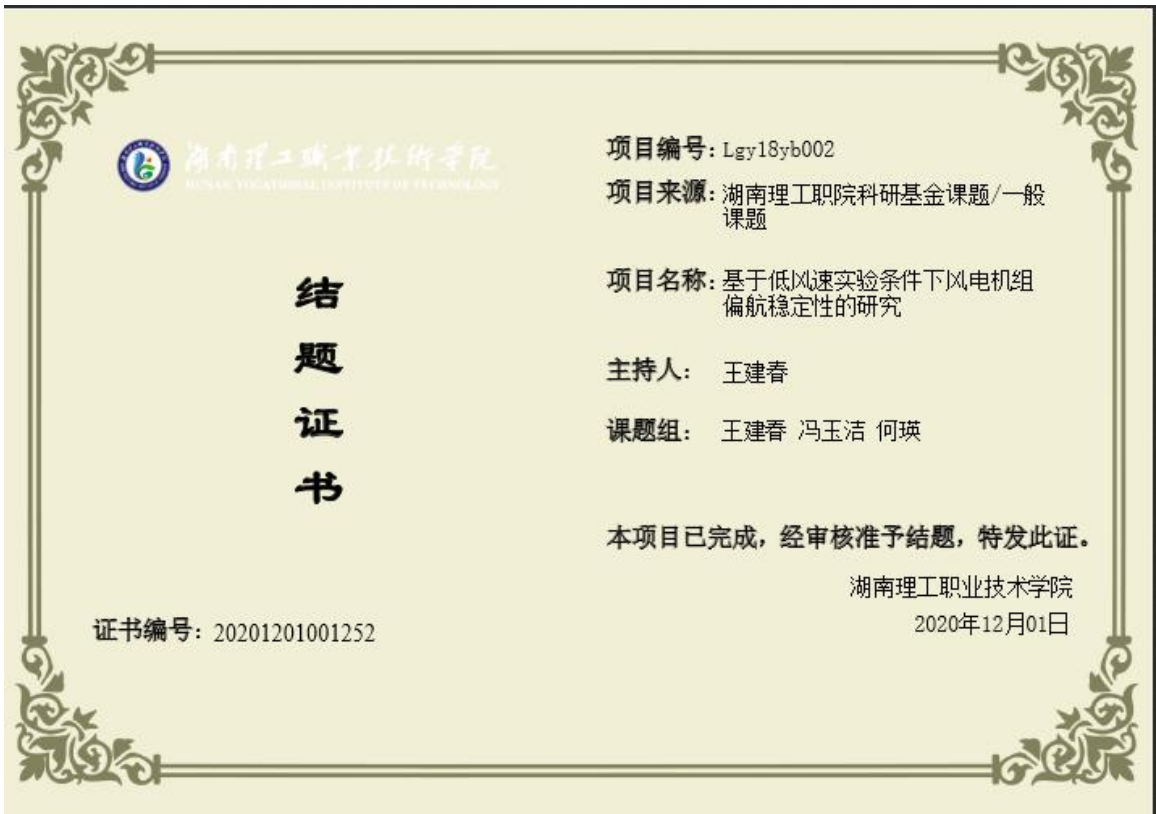 湖南理工职业技术学院
HUNAN VOCATIONAL INSTITUTE OF TECHNOLOGY
结
题
证
书
证书编号：20201201001252
项目编号：Lgy18yb002
项目来源：湖南理工职院科研基金课题/一般
课题
项目名称：基于低风速实验条件下风电机组
偏航稳定性的研究
主持人： 王建春
课题组： 王建春 冯玉洁 何瑛
本项目已完成，经审核准予结题，特发此证。
湖南理工职业技术学院
2020年12月01日